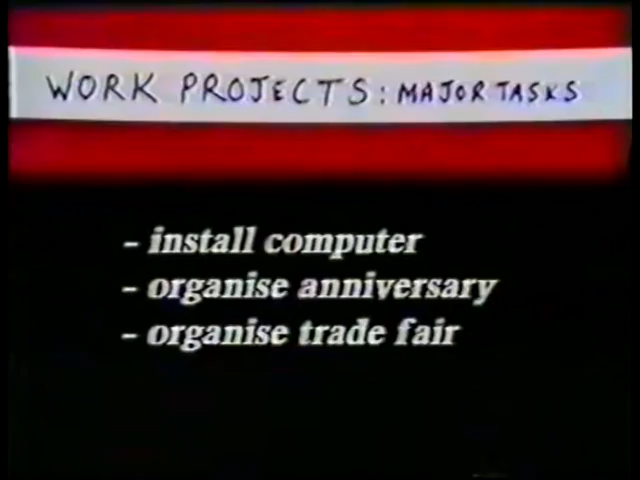 WORK PROJECTS: MAJOR TASKS
- install computer
- organise anniversary
- organise trade fair